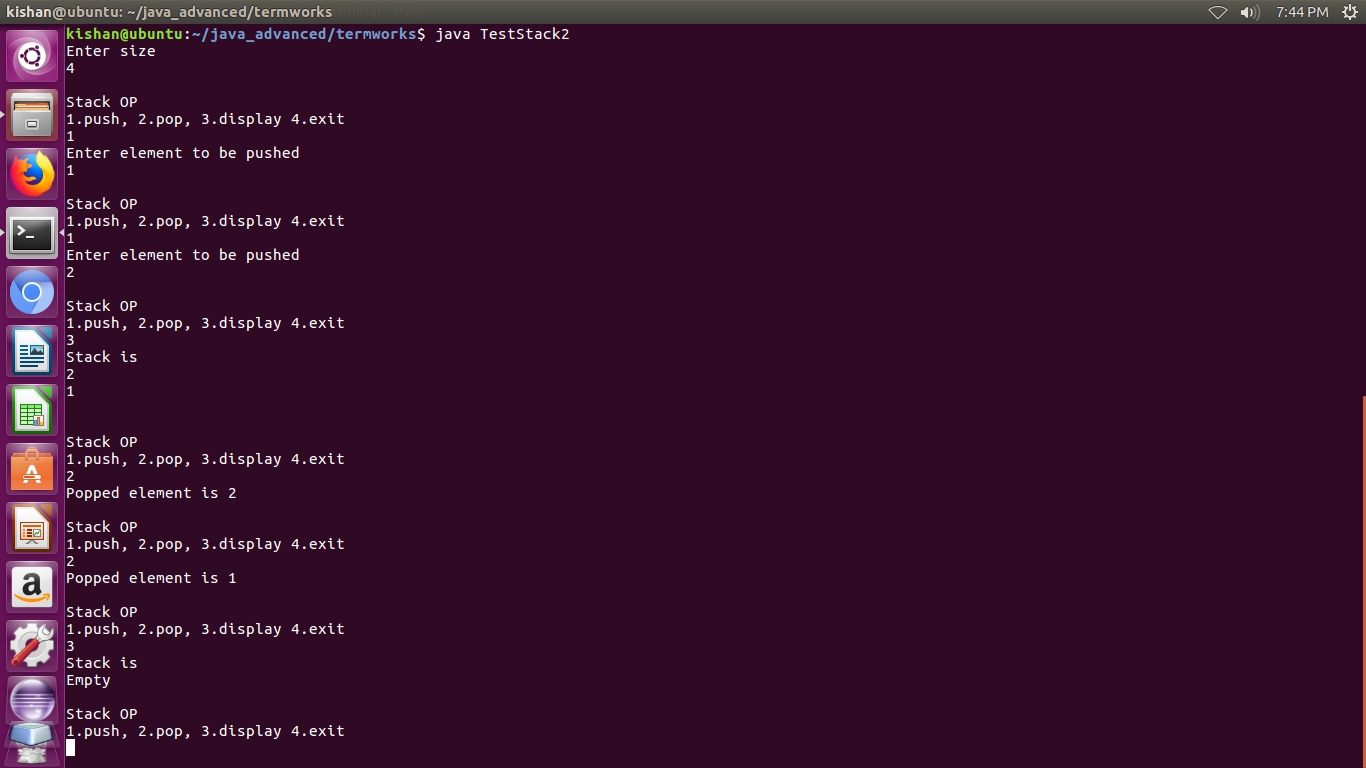 kishan@ubuntu: ~/java_advanced/termworks
7:44 PM
kishan@ubuntu:~/java_advanced/termworks$ java TestStack2
Enter size
4
Stack OP
1.push, 2.pop, 3.display 4.exit
1
Enter element to be pushed
1
Stack OP
1.push, 2.pop, 3.display 4.exit
1
Enter element to be pushed
2
Stack OP
1.push, 2.pop, 3.display 4.exit
3
Stack is
2
1
Stack OP
1.push, 2.pop, 3.display 4.exit
2
Popped element is 2
Stack OP
1.push, 2.pop, 3.display 4.exit
2
Popped element is 1
Stack OP
1.push, 2.pop, 3.display 4.exit
3
Stack is
Empty
Stack OP
1.push, 2.pop, 3.display 4.exit